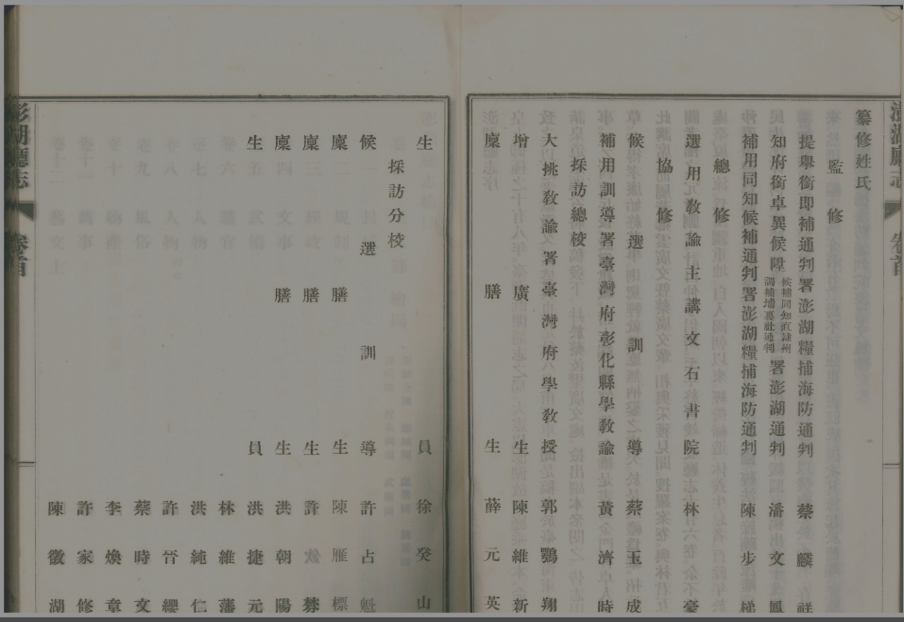 澎湖廳志 卷首
纂修姓氏
監修
提舉銜即補通判署澎湖糧捕海防通判 蔡麟祥
知府銜卓異候陞候補同知直隸州調補埔裏社通判署澎湖通判 潘文鳳
補用同知候補通判署澎湖糧捕海防通判 陳步梯
總修
選用教諭主講文石書院 林豪
協修
候選訓導 蔡玉成
補用訓導署臺灣府彰化縣學教諭 黃濟時
採訪總校
大挑教諭署臺灣府學教授 郭鶚翔
增廣生 陳維新
廩膳生 薛元英
生員 徐癸山
採訪分校
候選訓導 許占魁
廩膳生 陳雁標
廩膳生 許棼
廩膳生 洪朝陽
生員 洪捷元
林維藩
洪純仁
許晉纓
蔡時文
李煥章
許家修
陳徽湖
澎湖廳志 卷首